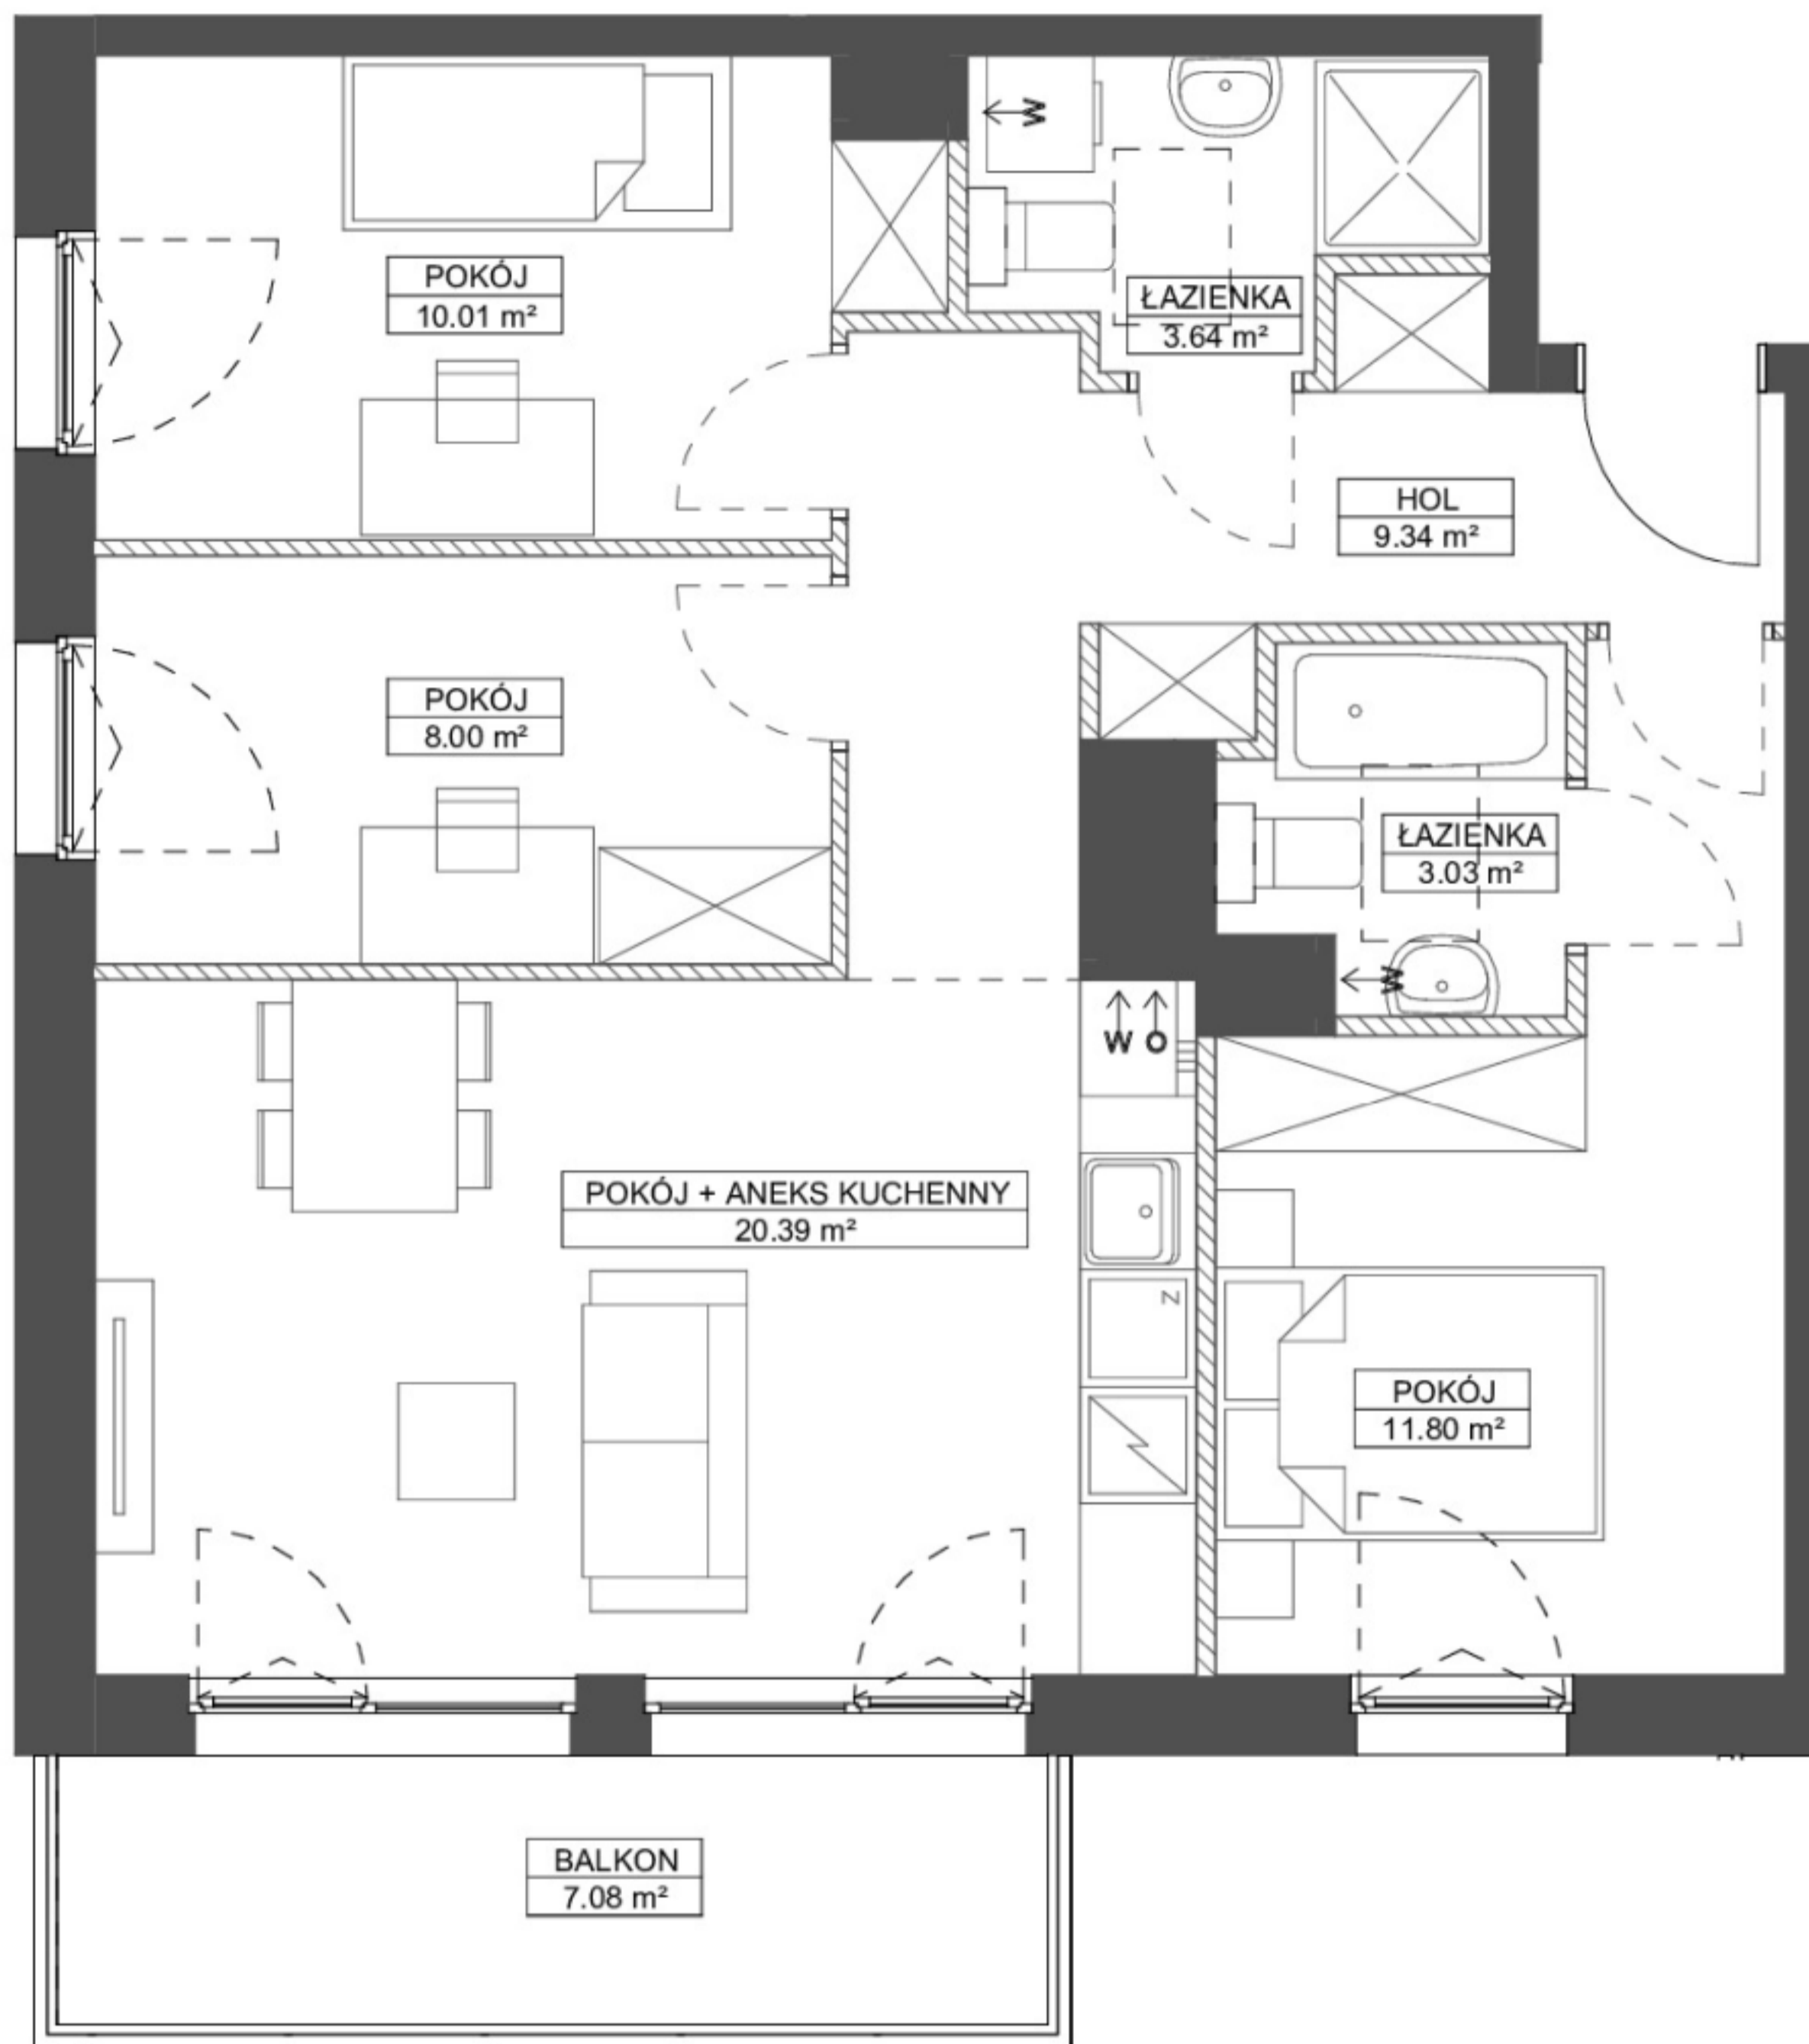 W
POKÓJ
10.01 m²
ŁAZIENKA
3.64 m²
HOL
9.34 m²
POKÓJ
8.00 m²
ŁAZIENKA
3.03 m²
W
W O
POKÓJ + ANEKS KUCHENNY
20.39 m²
Z
POKÓJ
11.80 m²
BALKON
7.08 m²